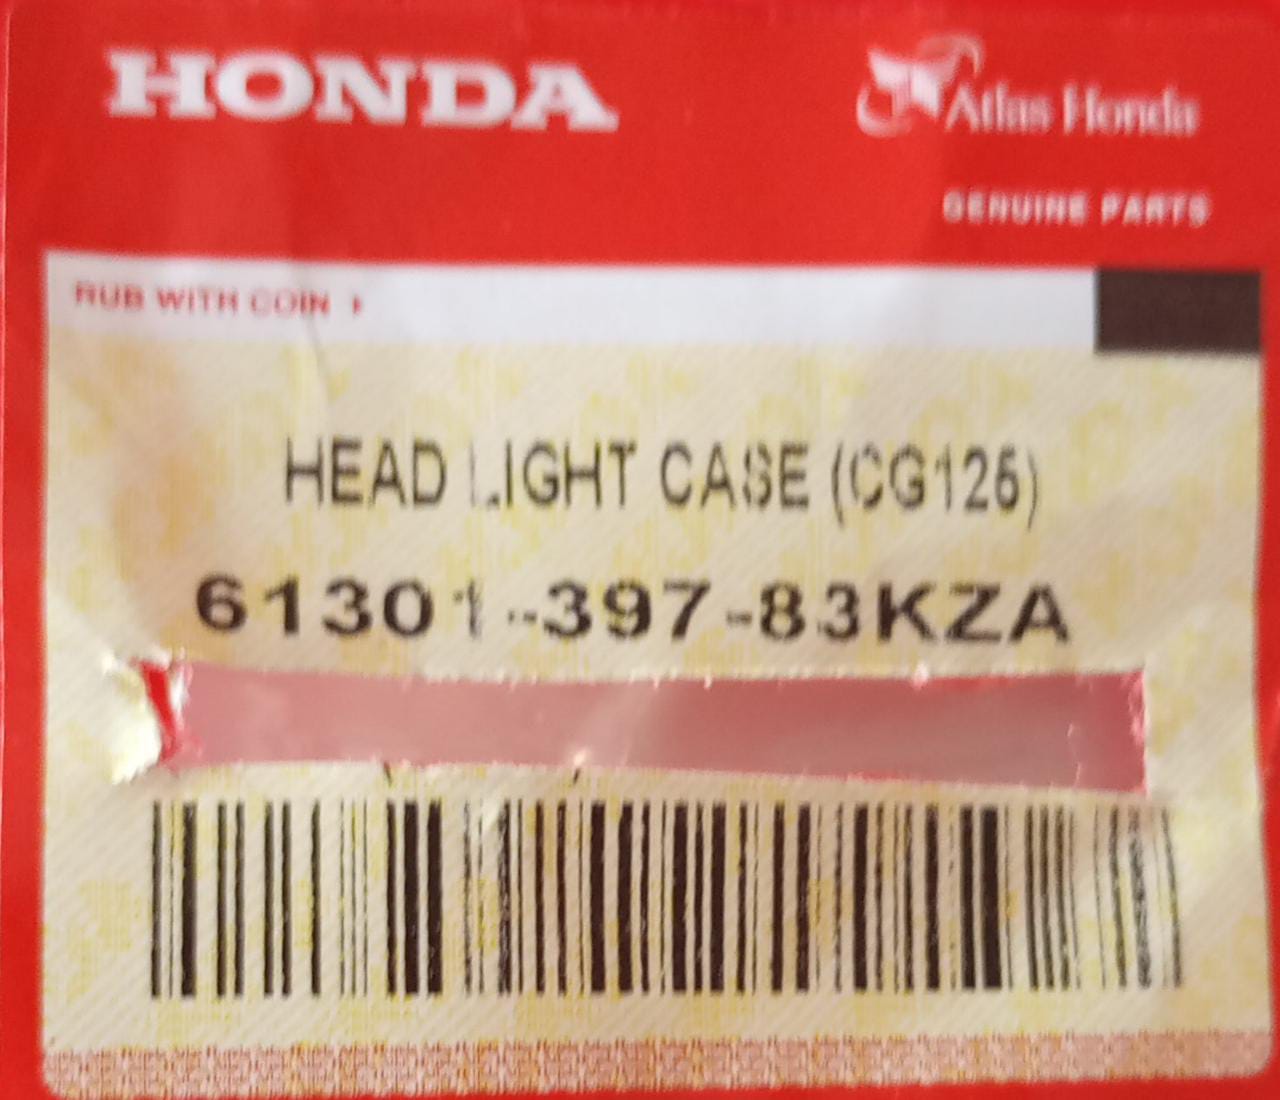 HONDA
Atlas Honda
GENUINE PARTS
RUB WITH COIN
HEAD LIGHT CASE (CG125)
61301-397-83KZA